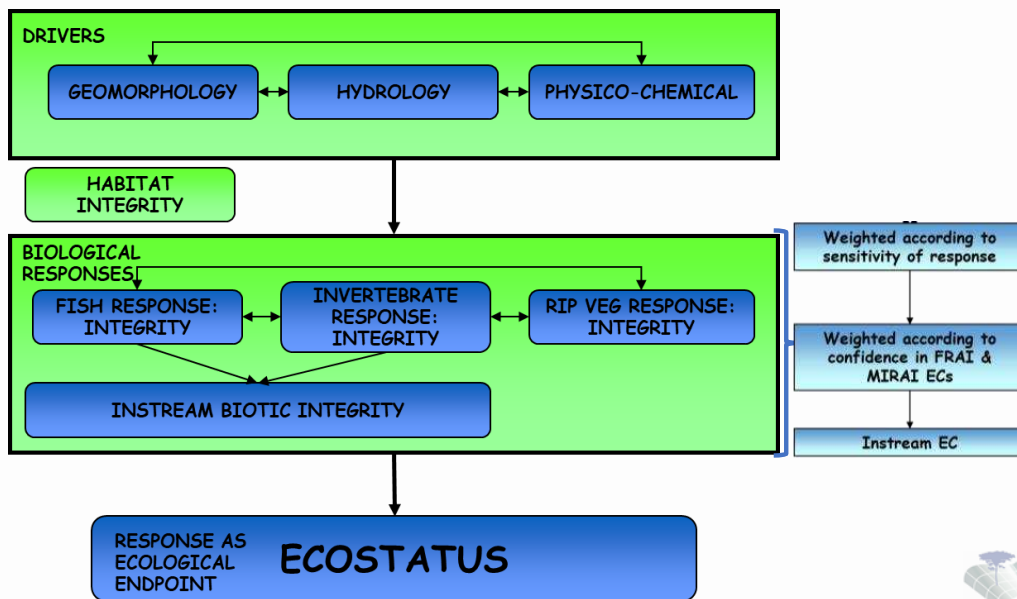 DRIVERS
GEOMORPHOLOGY
HYDROLOGY
PHYSICO-CHEMICAL
HABITAT
INTEGRITY
BIOLOGICAL
RESPONSES
FISH RESPONSE:
INTEGRITY
INVERTEBRATE
RESPONSE:
INTEGRITY
RIP VEG RESPONSE:
INTEGRITY
INSTREAM BIOTIC INTEGRITY
Weighted according to
sensitivity of response
Weighted according to
confidence in FRAI &
MIRAI ECs
Instream EC
RESPONSE AS
ECOLOGICAL
ENDPOINT
ECOSTATUS